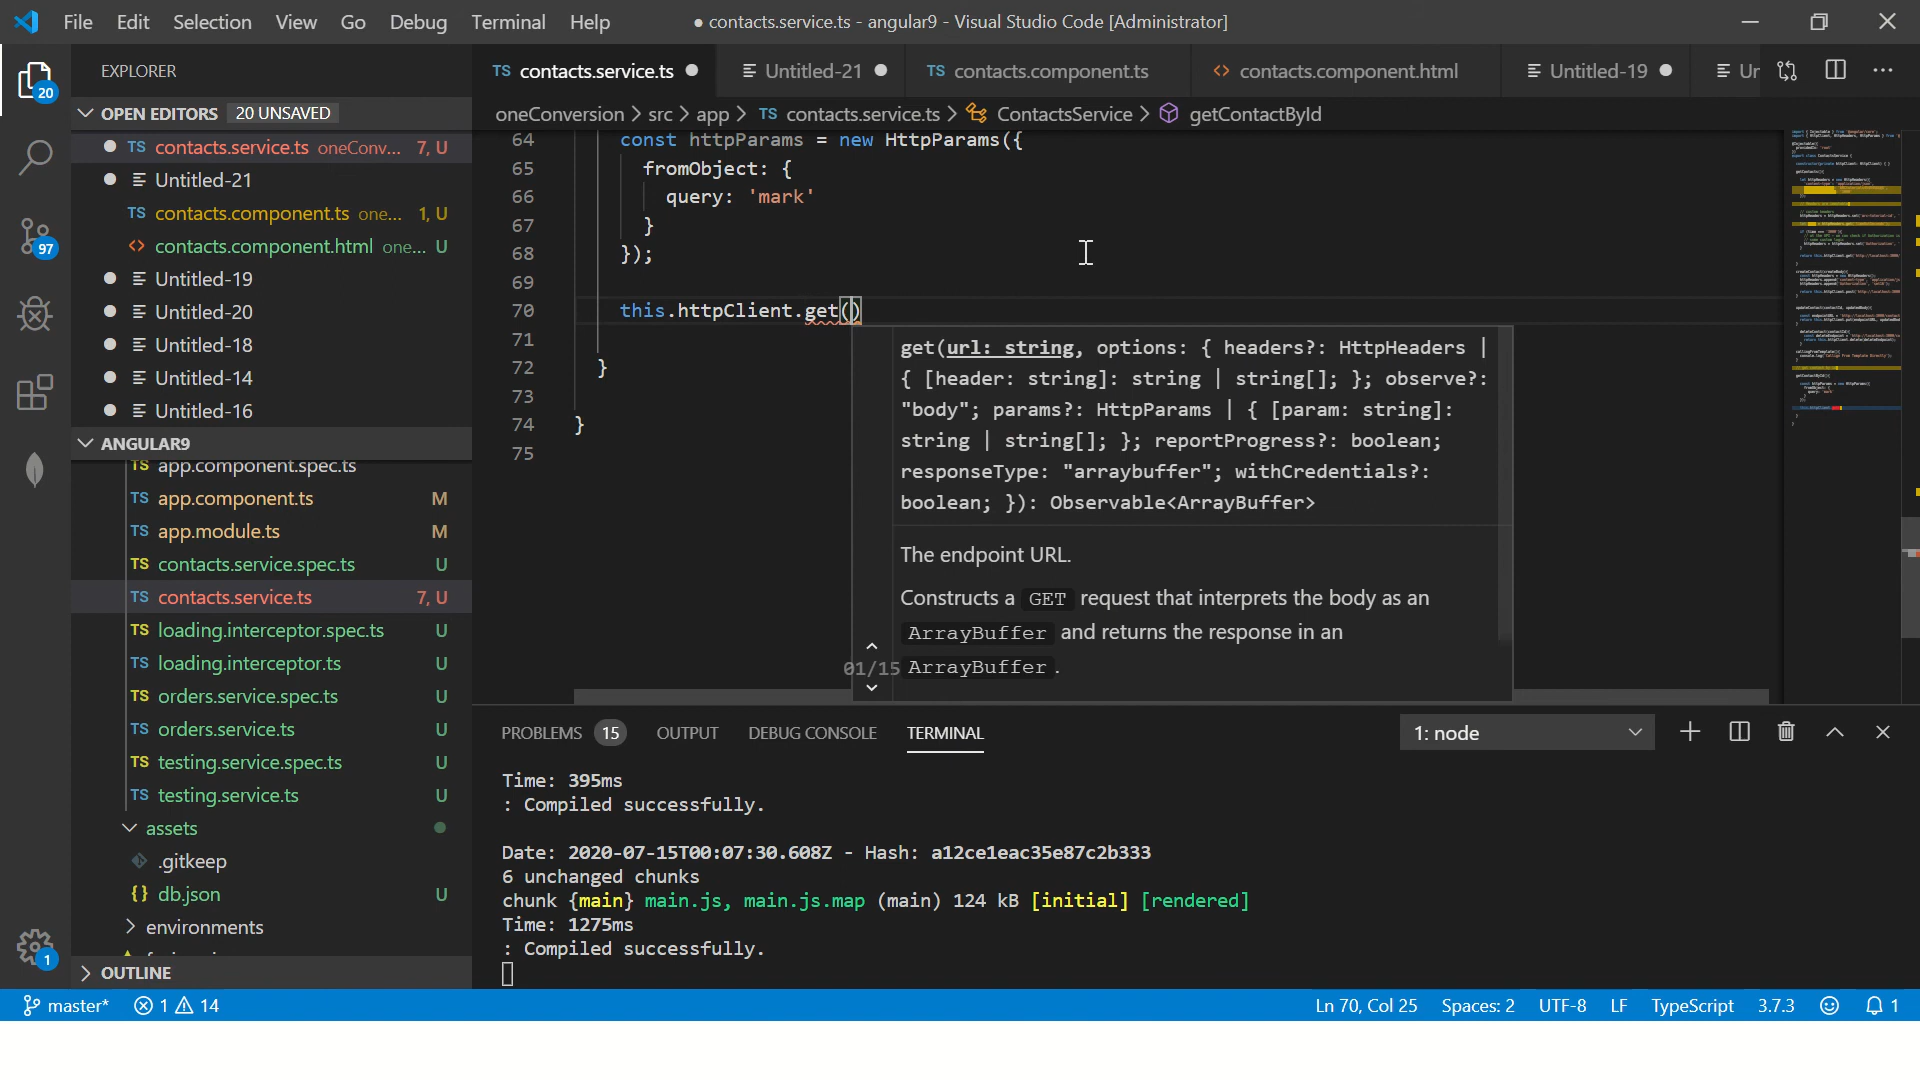 File Edit Selection View Go Debug Terminal Help
● contacts.service.ts - angular9 - Visual Studio Code [Administrator]
EXPLORER
TS contacts.service.ts ●
Untitled-21 ●
TS contacts.component.ts
<> contacts.component.html
Untitled-19 ●
Ur
20
OPEN EDITORS 20 UNSAVED
oneConversion > src > app > TS contacts.service.ts > ContactsService > getContactById
● TS contacts.service.ts oneConv... 7, U
● Untitled-21
TS contacts.component.ts one... 1, U
<> contacts.component.html one... U
● Untitled-19
● Untitled-20
● Untitled-18
● Untitled-14
● Untitled-16
97
ANGULAR9
TS app.component.spec.ts
TS app.component.ts M
TS app.module.ts M
TS contacts.service.spec.ts U
TS contacts.service.ts 7, U
TS loading.interceptor.spec.ts U
TS loading.interceptor.ts U
TS orders.service.spec.ts U
TS orders.service.ts U
TS testing.service.spec.ts U
TS testing.service.ts U
assets
.gitkeep
{} db.json U
environments
OUTLINE
1
64 const httpParams = new HttpParams({
65 fromObject: {
66 query: 'mark'
67 }
68 });
69
70 this.httpClient.get()
71
72 }
73
74 }
75
get(url: string, options: { headers?: HttpHeaders |
{ [header: string]: string | string[]; }; observe?:
"body"; params?: HttpParams | { [param: string]:
string | string[]; }; reportProgress?: boolean;
responseType: "arraybuffer"; withCredentials?:
boolean; }): Observable<ArrayBuffer>
The endpoint URL.
Constructs a GET request that interprets the body as an
ArrayBuffer and returns the response in an
01/15 ArrayBuffer.
PROBLEMS 15 OUTPUT DEBUG CONSOLE TERMINAL
1: node
Time: 395ms
: Compiled successfully.
Date: 2020-07-15T00:07:30.608Z - Hash: a12ce1eac35e87c2b333
6 unchanged chunks
chunk {main} main.js, main.js.map (main) 124 kB [initial] [rendered]
Time: 1275ms
: Compiled successfully.
master* 1 14
Ln 70, Col 25 Spaces: 2 UTF-8 LF TypeScript 3.7.3 1